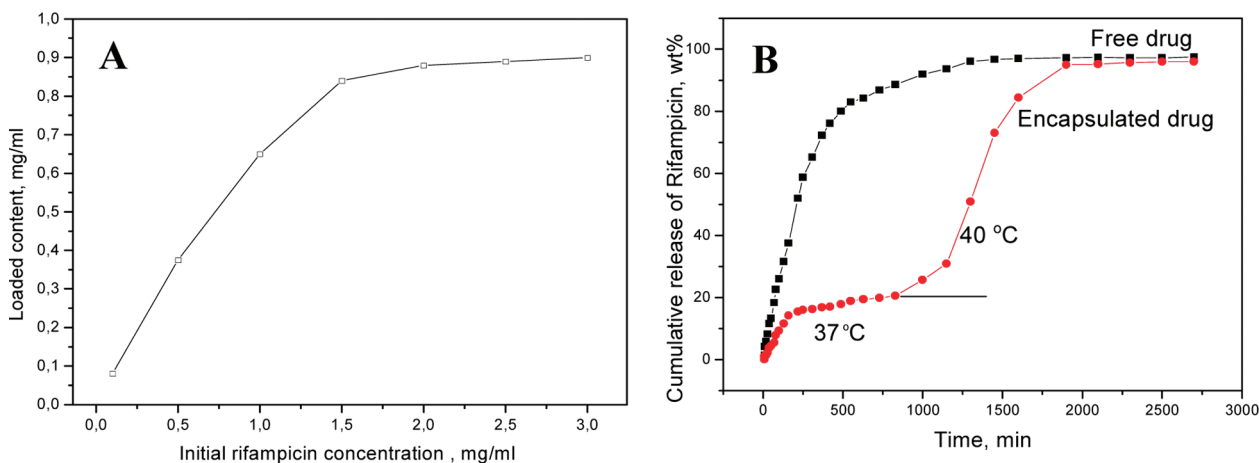 A
1,0
0,9
0,8
0,7
0,6
0,5
0,4
0,3
0,2
0,1
0,0
Loaded content, mg/ml
0,0 0,5 1,0 1,5 2,0 2,5 3,0
Initial rifampicin concentration , mg/ml
B
Free drug
Encapsulated drug
40 °C
37 °C
100
80
60
40
20
0
Cumulative release of Rifampicin, wt%
0 500 1000 1500 2000 2500 3000
Time, min